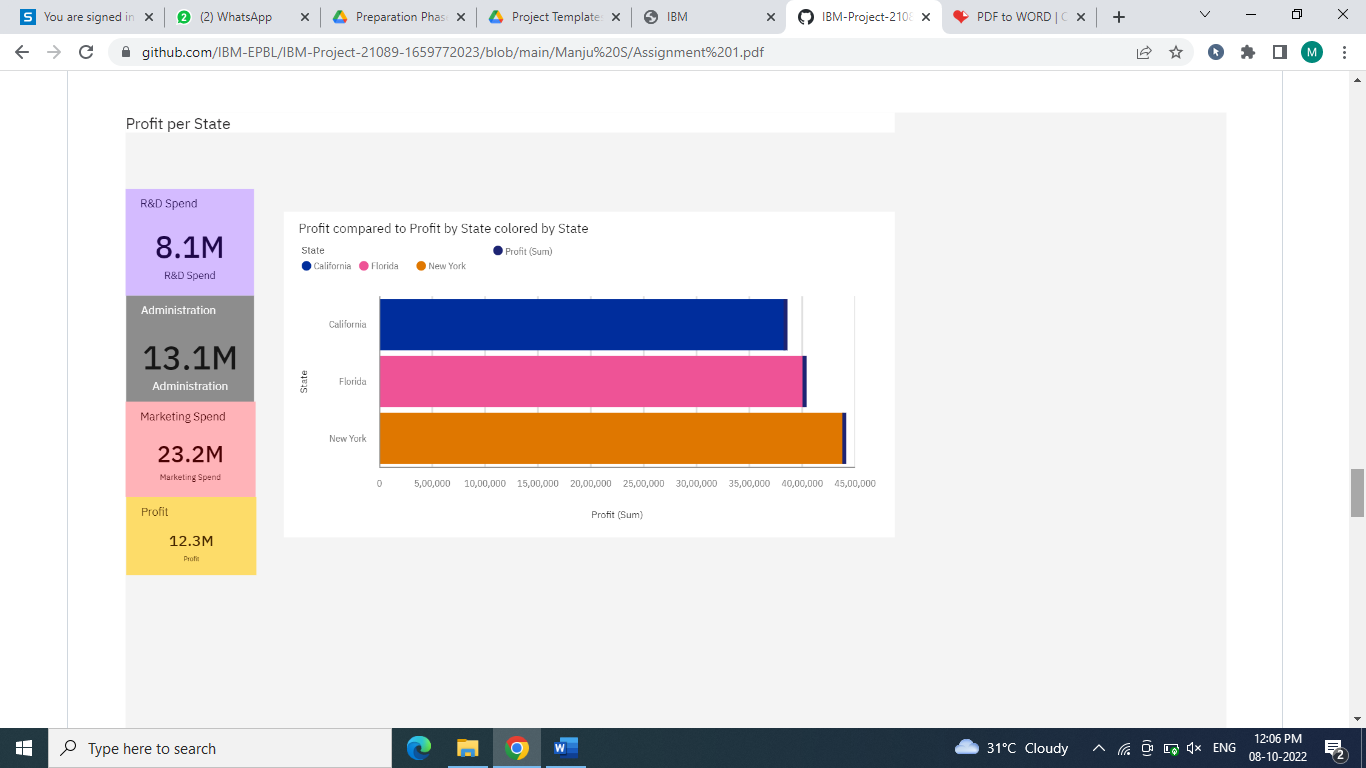 You are signed in
(2) WhatsApp
Preparation Phas
Project Template
IBM
IBM-Project-2108
PDF to WORD | C
github.com/IBM-EPBL/IBM-Project-21089-1659772023/blob/main/Manju%20S/Assignment%201.pdf
M
Profit per State
R&D Spend
8.1M
R&D Spend
Administration
13.1M
Administration
Marketing Spend
23.2M
Marketing Spend
Profit
12.3M
Profit
Profit compared to Profit by State colored by State
State
Profit (Sum)
California Florida New York
California
Florida
New York
State
0 5,00,000 10,00,000 15,00,000 20,00,000 25,00,000 30,00,000 35,00,000 40,00,000 45,00,000
Profit (Sum)
Type here to search
31°C Cloudy
ENG
12:06 PM
08-10-2022
2